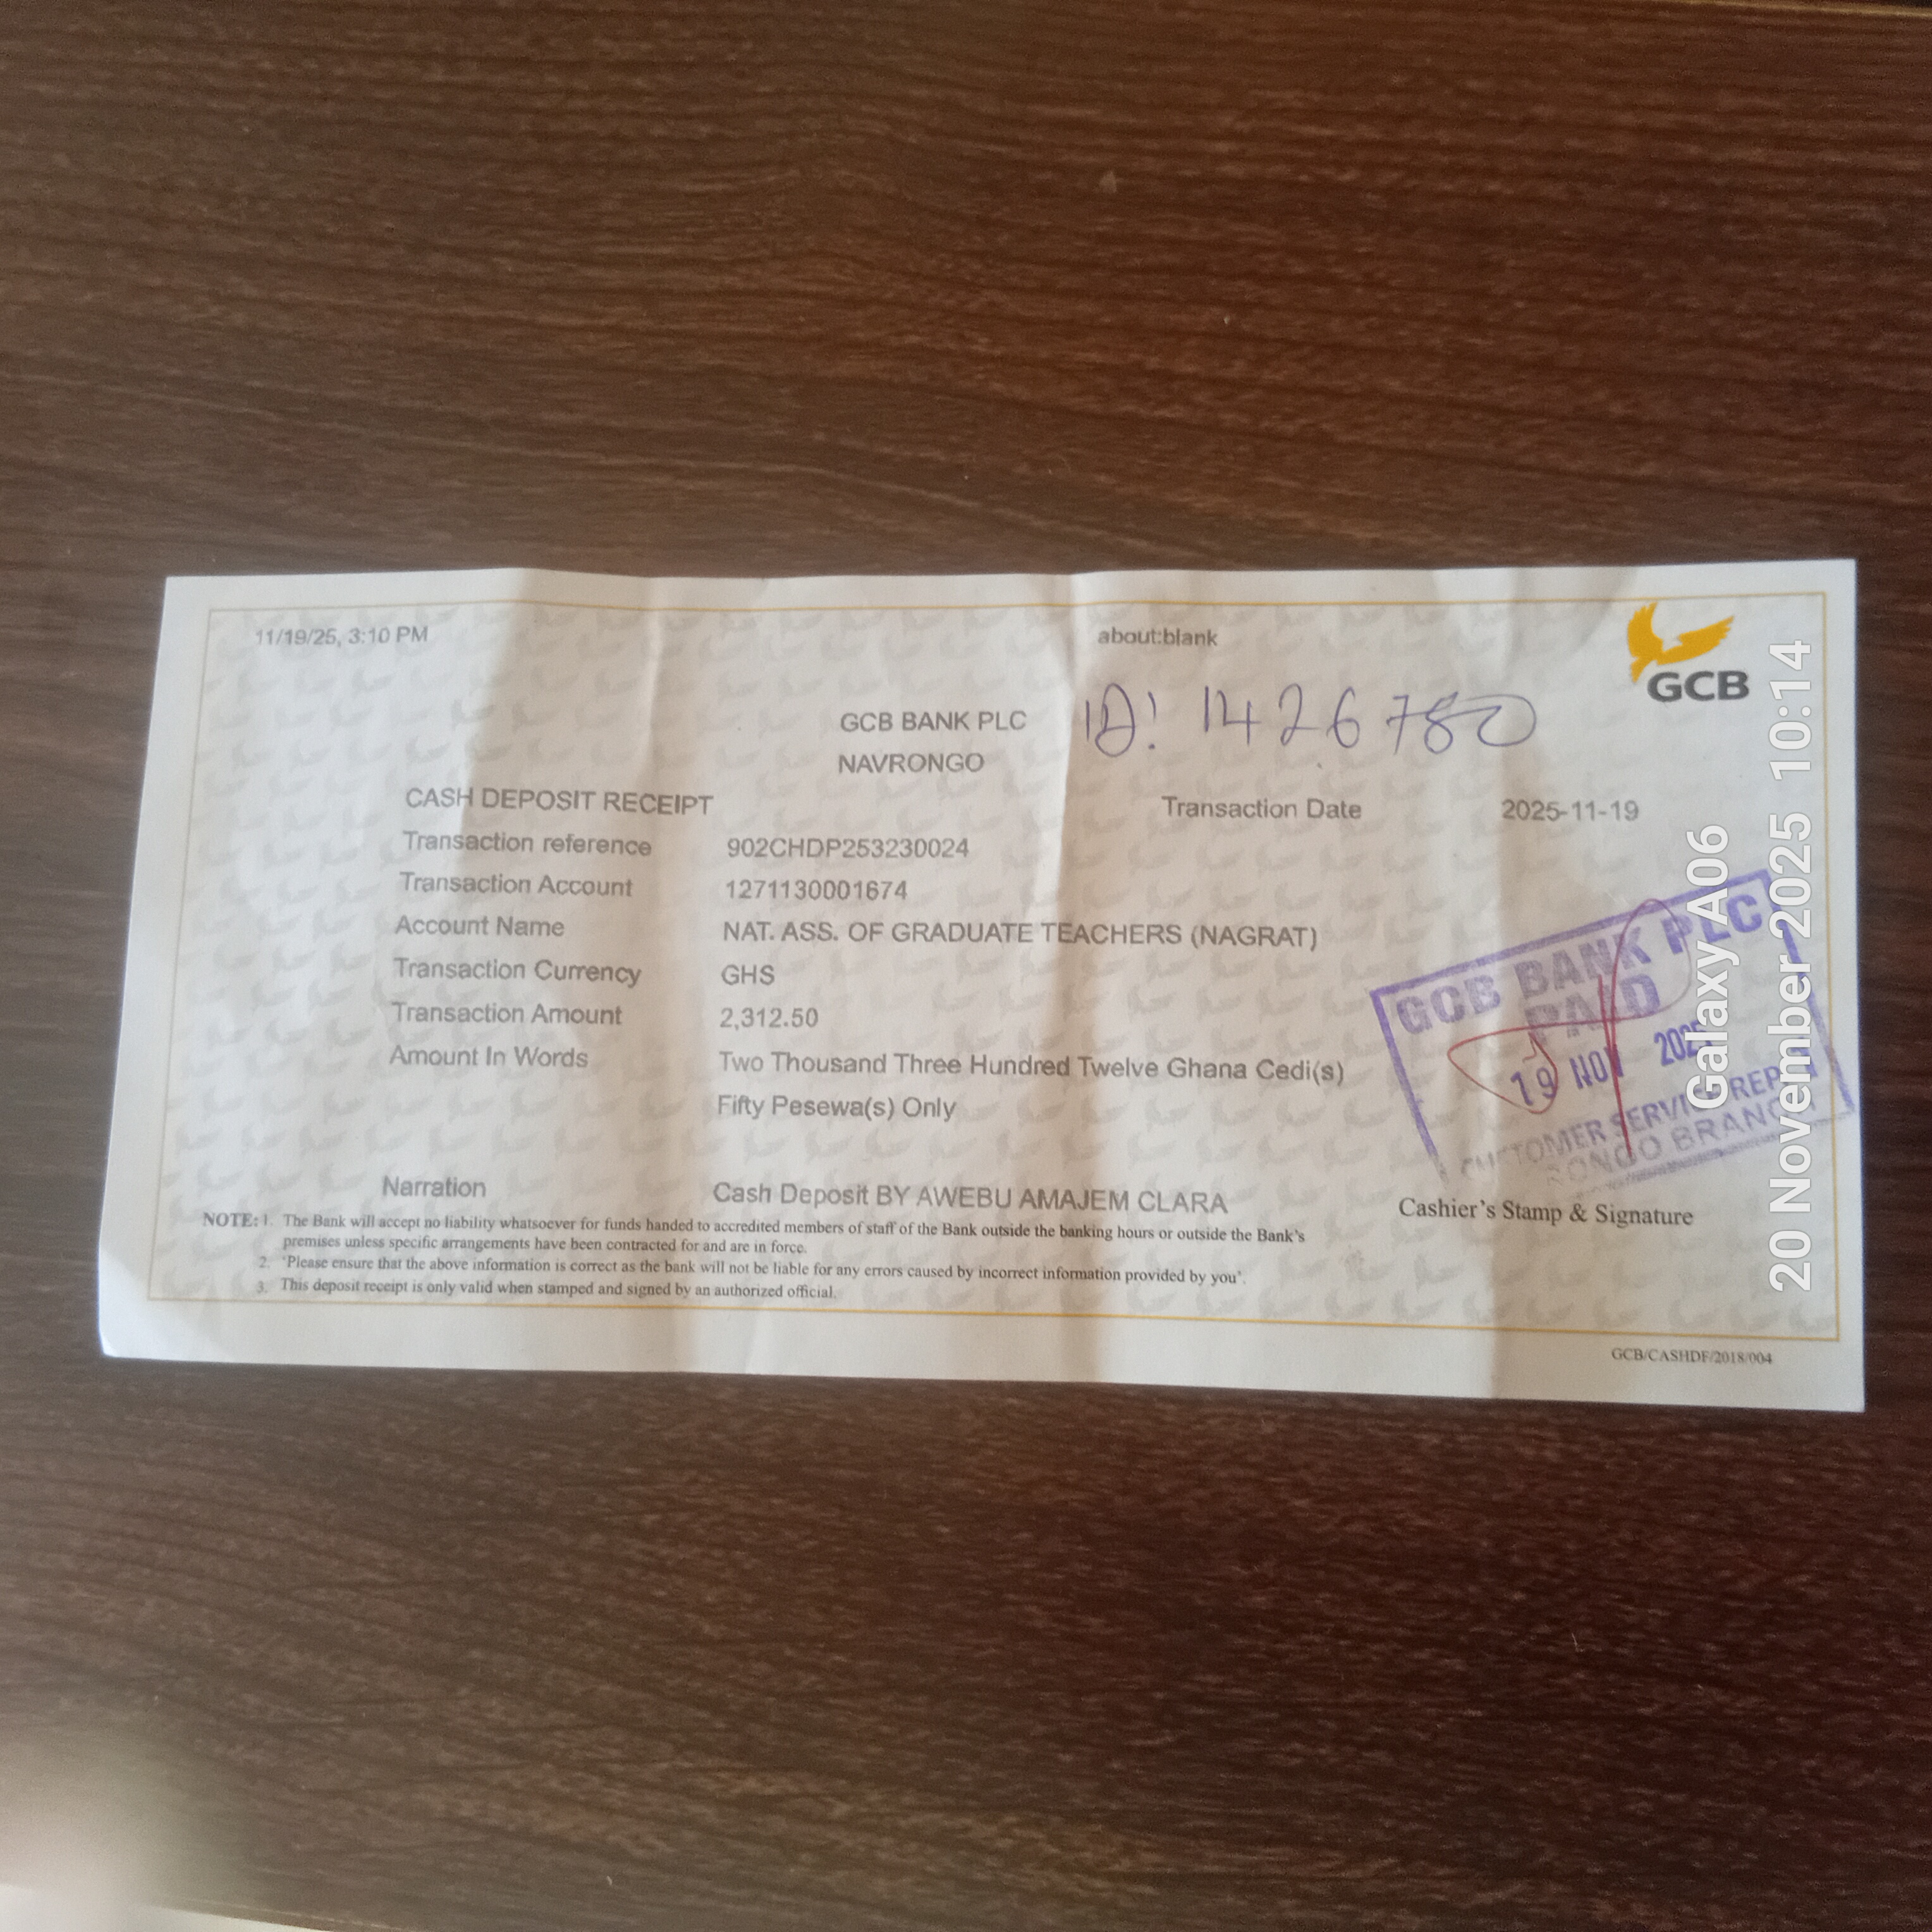 11/19/25, 3:10 PM about:blank
GCB
GCB BANK PLC ID: 1426780
NAVRONGO
CASH DEPOSIT RECEIPT Transaction Date 2025-11-19
Transaction reference 902CHDP253230024
Transaction Account 1271130001674
Account Name NAT. ASS. OF GRADUATE TEACHERS (NAGRAT)
Transaction Currency GHS
Transaction Amount 2,312.50
Amount In Words Two Thousand Three Hundred Twelve Ghana Cedi(s)
Fifty Pesewa(s) Only
GCB BANK PLC
PAID
19 NOV 2025
CUSTOMER SERVICE
BRANCH
Narration Cash Deposit BY AWEBU AMAJEM CLARA
Cashier's Stamp & Signature
NOTE: 1. The Bank will accept no liability whatsoever for funds handed to accredited members of staff of the Bank outside the banking hours or outside the Bank's
premises unless specific arrangements have been contracted for and are in force.
2. 'Please ensure that the above information is correct as the bank will not be liable for any errors caused by incorrect information provided by you'.
3. This deposit receipt is only valid when stamped and signed by an authorized official.
GCB/CASHDF/2018/004
Galaxy A06
20 November 2025 10:14